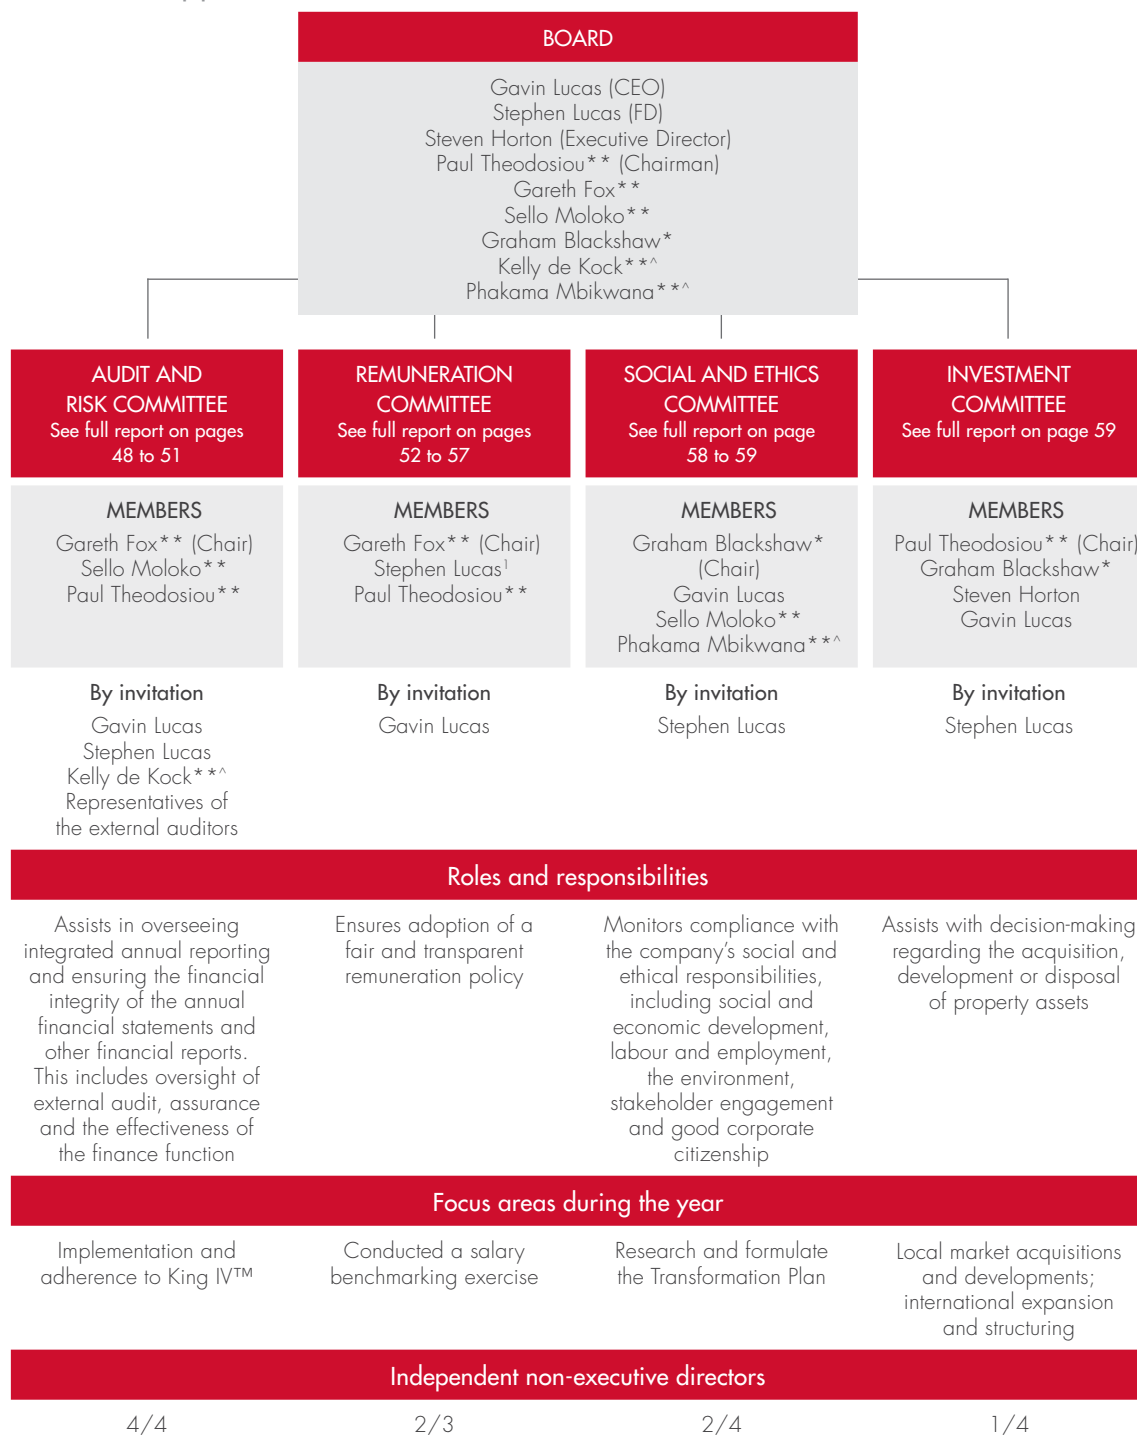 BOARD
Gavin Lucas (CEO)
Stephen Lucas (FD)
Steven Horton (Executive Director)
Paul Theodosiou** (Chairman)
Gareth Fox**
Sello Moloko**
Graham Blackshaw*
Kelly de Kock**^
Phakama Mbikwana**^
AUDIT AND
RISK COMMITTEE
See full report on pages
48 to 51
MEMBERS
Gareth Fox** (Chair)
Sello Moloko**
Paul Theodosiou**
By invitation
Gavin Lucas
Stephen Lucas
Kelly de Kock**^
Representatives of
the external auditors
REMUNERATION
COMMITTEE
See full report on pages
52 to 57
MEMBERS
Gareth Fox** (Chair)
Stephen Lucas¹
Paul Theodosiou**
By invitation
Gavin Lucas
SOCIAL AND ETHICS
COMMITTEE
See full report on page
58 to 59
MEMBERS
Graham Blackshaw*
(Chair)
Gavin Lucas
Sello Moloko**
Phakama Mbikwana**^
By invitation
Stephen Lucas
INVESTMENT
COMMITTEE
See full report on page 59
MEMBERS
Paul Theodosiou** (Chair)
Graham Blackshaw*
Steven Horton
Gavin Lucas
By invitation
Stephen Lucas
Roles and responsibilities
Assists in overseeing
integrated annual reporting
and ensuring the financial
integrity of the annual
financial statements and
other financial reports.
This includes oversight of
external audit, assurance
and the effectiveness of
the finance function
Ensures adoption of a
fair and transparent
remuneration policy
Monitors compliance with
the company's social and
ethical responsibilities,
including social and
economic development,
labour and employment,
the environment,
stakeholder engagement
and good corporate
citizenship
Assists with decision-making
regarding the acquisition,
development or disposal
of property assets
Focus areas during the year
Implementation and
adherence to King IV™
Conducted a salary
benchmarking exercise
Research and formulate
the Transformation Plan
Local market acquisitions
and developments;
international expansion
and structuring
Independent non-executive directors
4/4
2/3
2/4
1/4